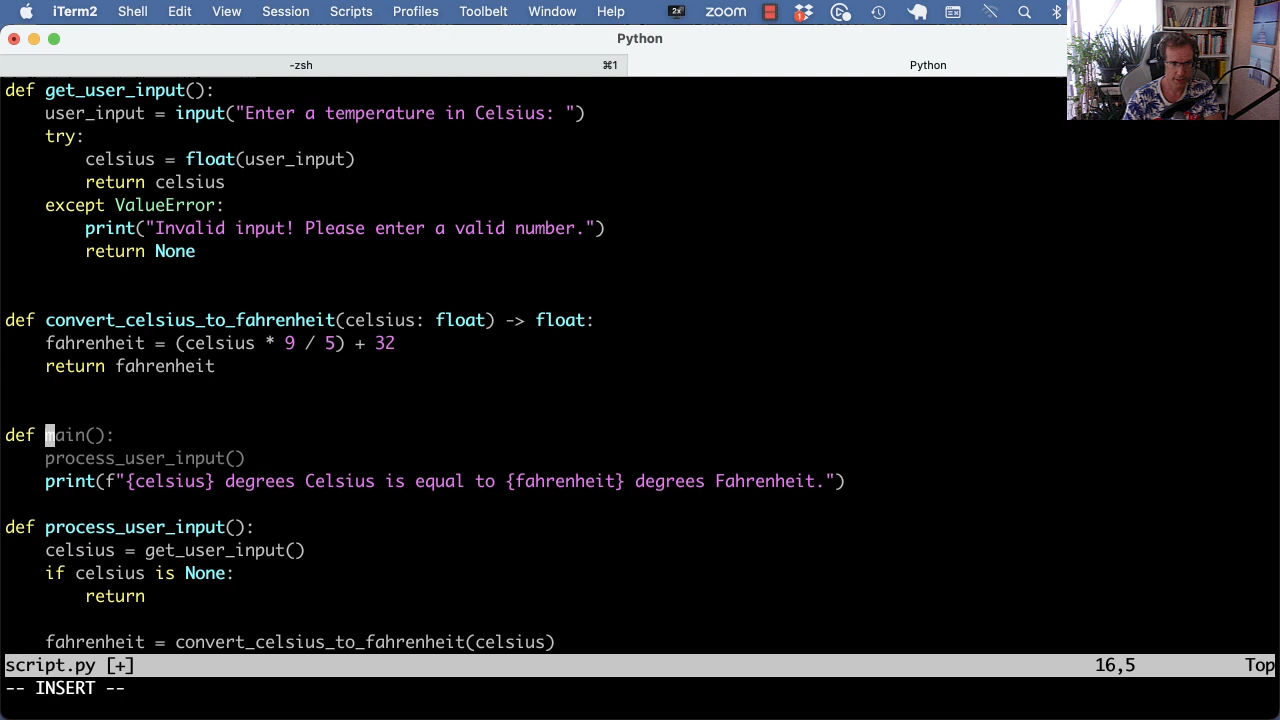 iTerm2 Shell Edit View Session Scripts Profiles Toolbelt Window Help 2x zoom 1
Python
-zsh ⌘1 Python
def get_user_input():
    user_input = input("Enter a temperature in Celsius: ")
    try:
        celsius = float(user_input)
        return celsius
    except ValueError:
        print("Invalid input! Please enter a valid number.")
        return None
def convert_celsius_to_fahrenheit(celsius: float) -> float:
    fahrenheit = (celsius * 9 / 5) + 32
    return fahrenheit
def main():
    process_user_input()
    print(f"{celsius} degrees Celsius is equal to {fahrenheit} degrees Fahrenheit.")
def process_user_input():
    celsius = get_user_input()
    if celsius is None:
        return
    fahrenheit = convert_celsius_to_fahrenheit(celsius)
script.py [+] 16,5 Top
-- INSERT --